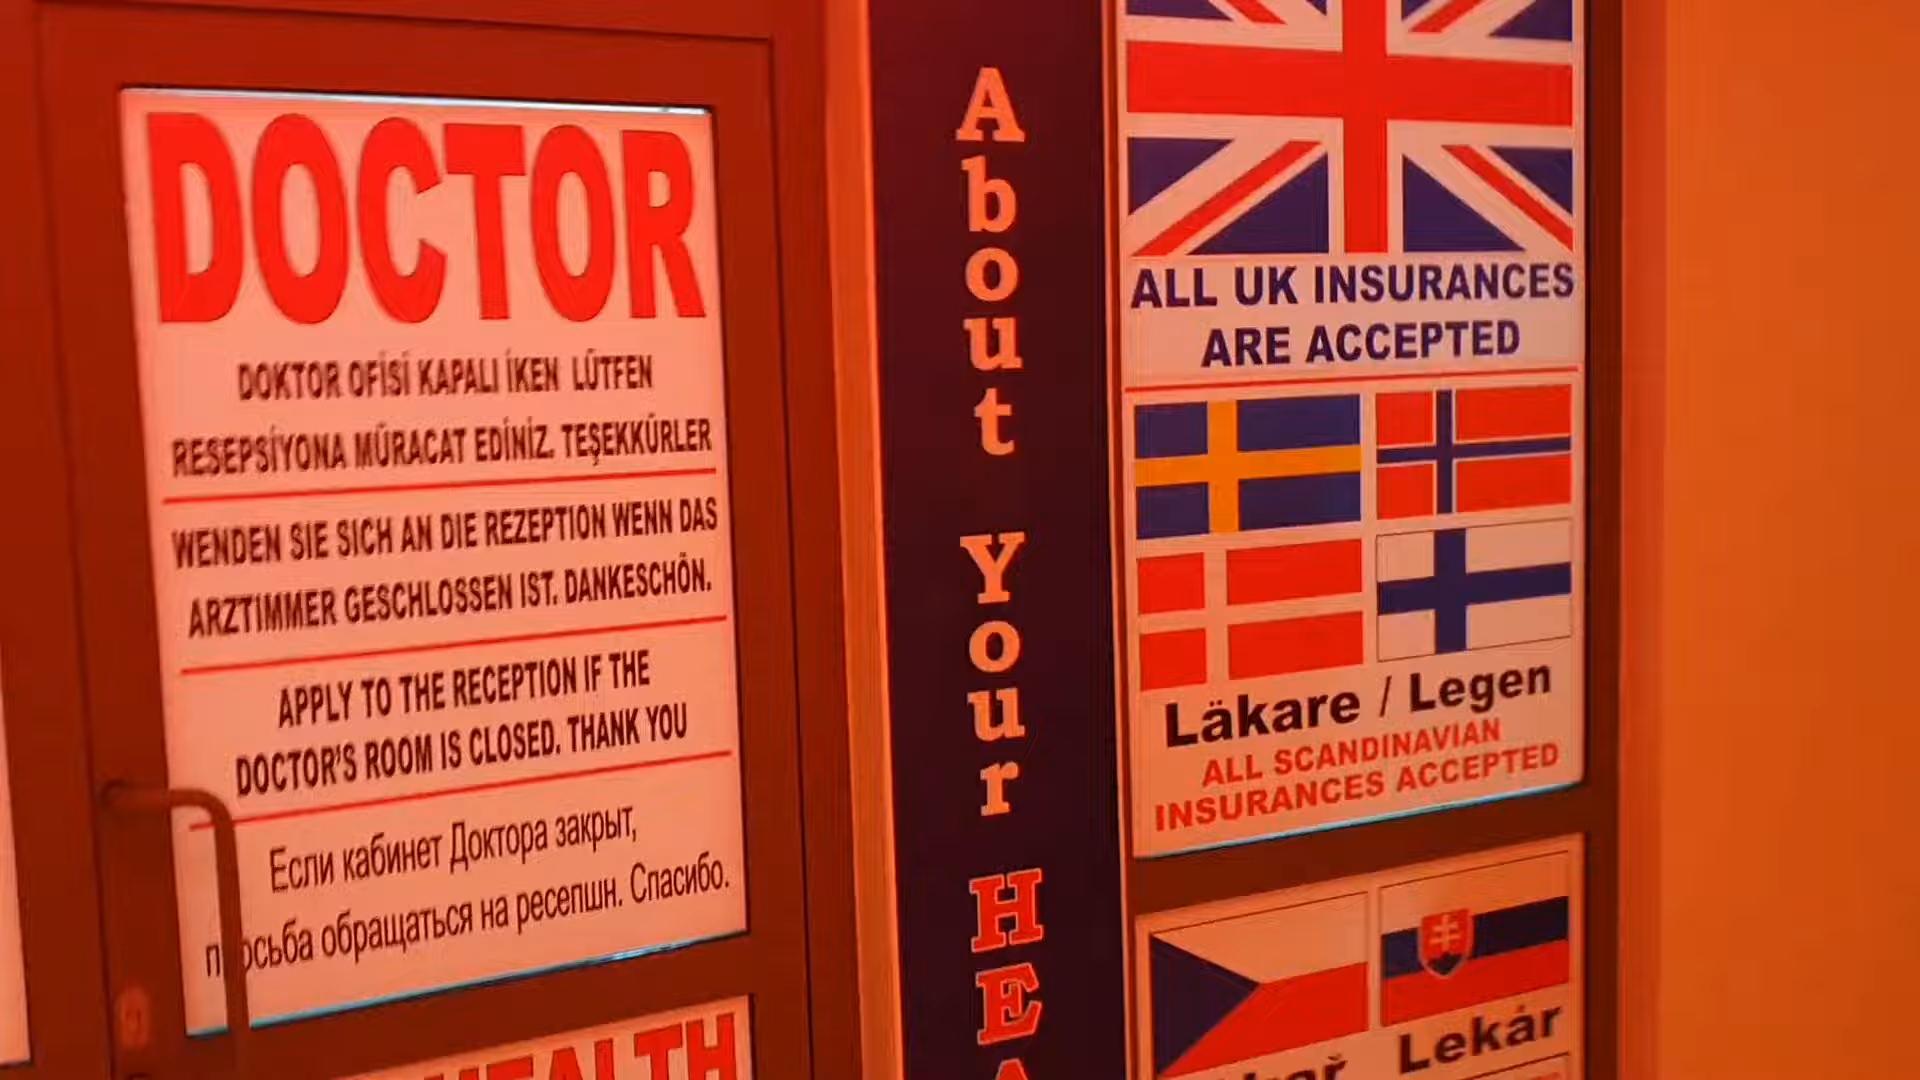 DOCTOR
DOKTOR OFİSİ KAPALI İKEN LÜTFEN
RESEPSİYONA MÜRACAT EDİNİZ. TEŞEKKÜRLER
WENDEN SIE SICH AN DIE REZEPTION WENN DAS
ARZTIMMER GESCHLOSSEN IST. DANKESCHÖN.
APPLY TO THE RECEPTION IF THE
DOCTOR'S ROOM IS CLOSED. THANK YOU
Если кабинет Доктора закрыт,
просьба обращаться на ресепшн. Спасибо.
HEALTH
About Your HEA
ALL UK INSURANCES
ARE ACCEPTED
Läkare / Legen
ALL SCANDINAVIAN
INSURANCES ACCEPTED
Lekár